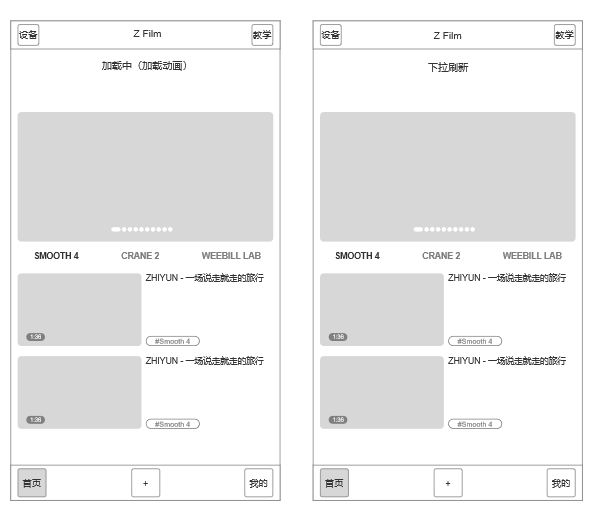 设备
Z Film
教学
加载中（加载动画）
SMOOTH 4
CRANE 2
WEEBILL LAB
ZHIYUN - 一场说走就走的旅行
1:36
#Smooth 4
ZHIYUN - 一场说走就走的旅行
1:36
#Smooth 4
首页
+
我的
设备
Z Film
教学
下拉刷新
SMOOTH 4
CRANE 2
WEEBILL LAB
ZHIYUN - 一场说走就走的旅行
1:36
#Smooth 4
ZHIYUN - 一场说走就走的旅行
1:36
#Smooth 4
首页
+
我的